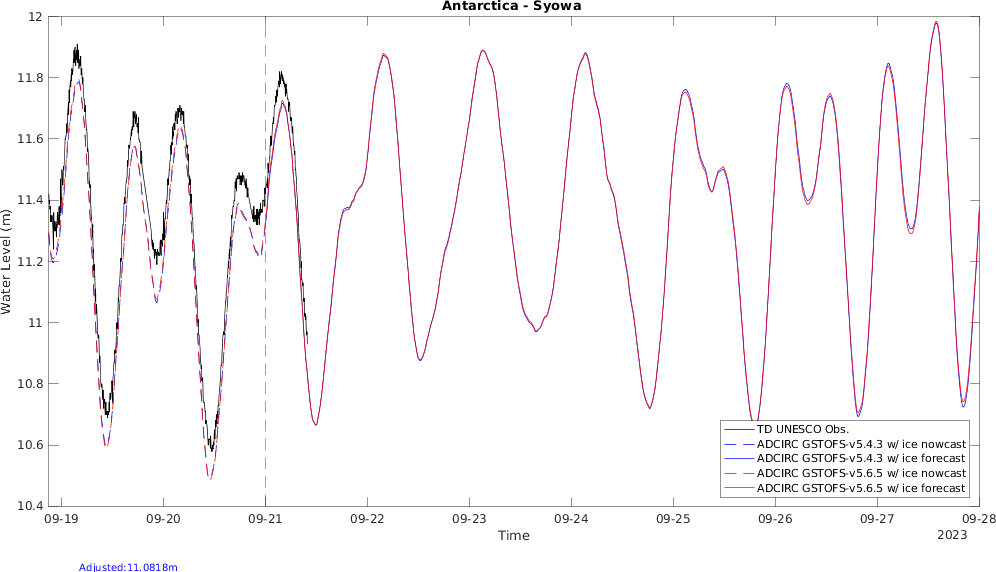 Antarctica - Syowa
12
11.8
11.6
11.4
11.2
11
10.8
10.6
10.4
Water Level (m)
TD UNESCO Obs.
ADCIRC GSTOFS-v5.4.3 w/ ice nowcast
ADCIRC GSTOFS-v5.4.3 w/ ice forecast
ADCIRC GSTOFS-v5.6.5 w/ ice nowcast
ADCIRC GSTOFS-v5.6.5 w/ ice forecast
09-19 09-20 09-21 09-22 09-23 09-24 09-25 09-26 09-27 09-28
Time
2023
Adjusted:11.0818m